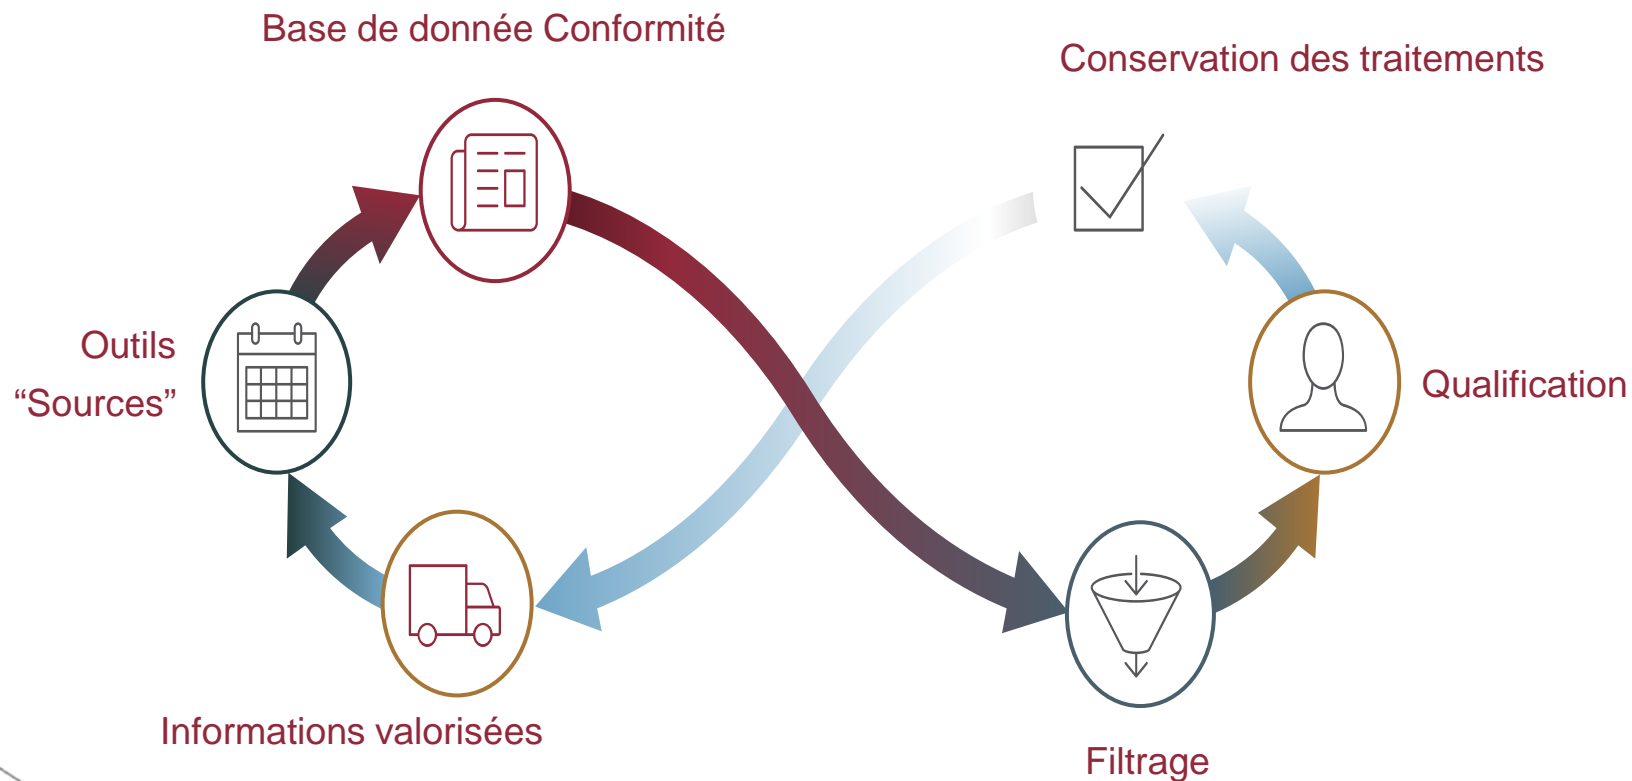 Base de donnée Conformité
Conservation des traitements
Outils
“Sources”
Qualification
Informations valorisées
Filtrage